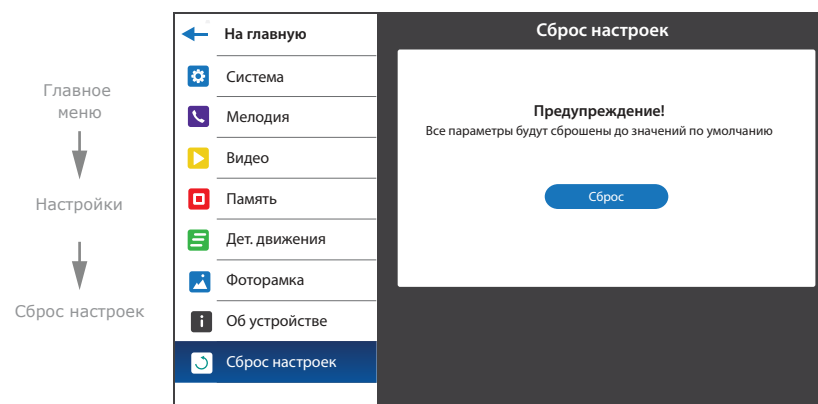 Главное
меню
Настройки
Сброс настроек
На главную
Система
Мелодия
Видео
Память
Дет. движения
Фоторамка
Об устройстве
Сброс настроек
Сброс настроек
Предупреждение!
Все параметры будут сброшены до значений по умолчанию
Сброс